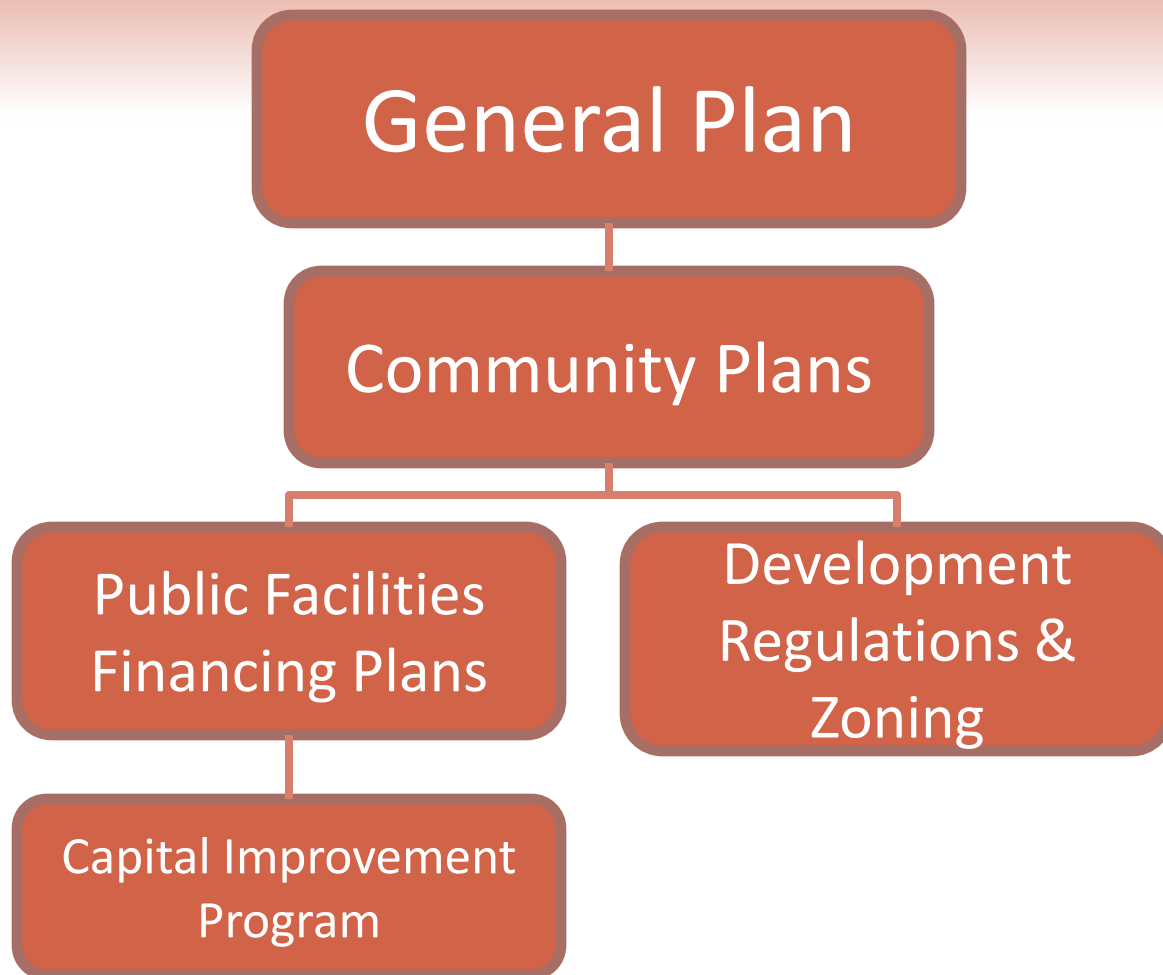 General Plan
Community Plans
Public Facilities
Financing Plans
Development
Regulations &
Zoning
Capital Improvement
Program